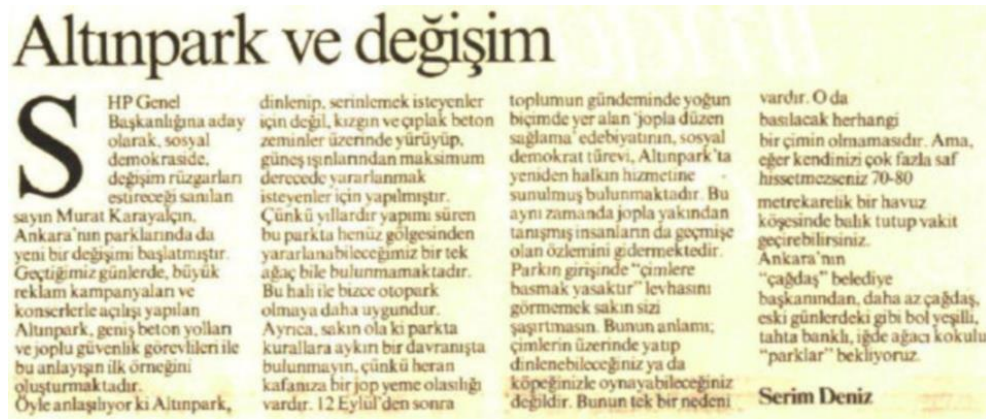 Altınpark ve değişim
SHP Genel
Başkanlığına aday
olarak, sosyal
demokraside,
değişim rüzgarları
estireceği sanılan
sayın Murat Karayalçın,
Ankara'nın parklarında da
yeni bir değişimi başlatmıştır.
Geçtiğimiz günlerde, büyük
reklam kampanyaları ve
konserlerle açılışı yapılan
Altınpark, geniş beton yolları
ve joplu güvenlik görevlileri ile
bu anlayışın ilk örneğini
oluşturmaktadır.
Öyle anlaşılıyor ki Altınpark,
dinlenip, serinlemek isteyenler
için değil, kızgın ve çıplak beton
zeminler üzerinde yürüyüp,
güneş ışınlarından maksimum
derecede yararlanmak
isteyenler için yapılmıştır.
Çünkü yıllardır yapımı süren
bu parkta henüz gölgesinden
yararlanabileceğimiz bir tek
ağaç bile bulunmamaktadır.
Bu hali ile bizce otopark
olmaya daha uygundur.
Ayrıca, sakın ola ki parkta
kurallara aykırı bir davranışta
bulunmayın, çünkü heran
kafanıza bir jop yeme olasılığı
vardır. 12 Eylül'den sonra
toplumun gündeminde yoğun
biçimde yer alan 'jopla düzen
sağlama' edebiyatının, sosyal
demokrat türevi, Altınpark'ta
yeniden halkın hizmetine
sunulmuş bulunmaktadır. Bu
aynı zamanda jopla yakından
tanışmış insanların da geçmişe
olan özlemini gidermektedir.
Parkın girişinde "çimlere
basmak yasaktır" levhasını
görmemek sakın sizi
şaşırtmasın. Bunun anlamı;
çimlerin üzerinde yatıp
dinlenebileceğiniz ya da
köpeğinizle oynayabileceğiniz
değildir. Bunun tek bir nedeni
vardır. O da
basılacak herhangi
bir çimin olmamasıdır. Ama,
eğer kendinizi çok fazla saf
hissetmezseniz 70-80
metrekarelik bir havuz
köşesinde balık tutup vakit
geçirebilirsiniz.
Ankara'nın
"çağdaş" belediye
başkanından, daha az çağdaş,
eski günlerdeki gibi bol yeşilli,
tahta banklı, iğde ağacı kokulu
"parklar" bekliyoruz.
Serim Deniz